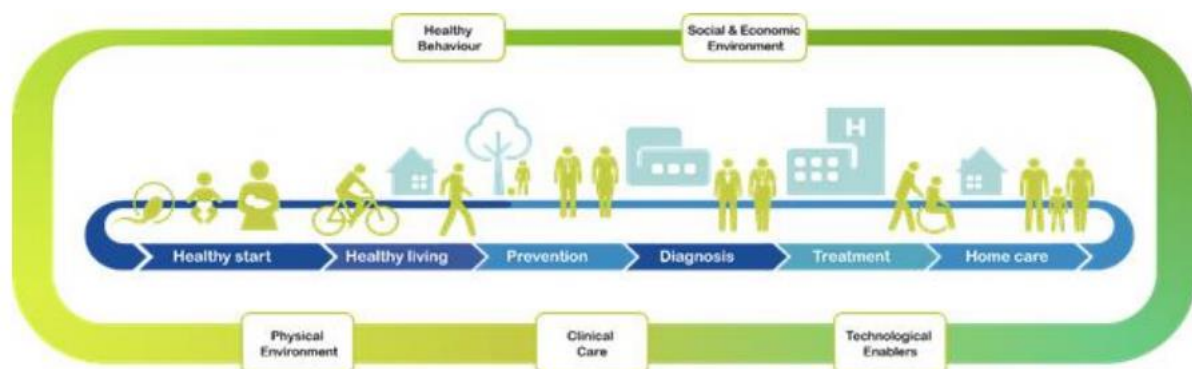 Healthy
Behaviour
Social & Economic
Environment
H
Healthy start
Healthy living
Prevention
Diagnosis
Treatment
Home care
Physical
Environment
Clinical
Care
Technological
Enablers